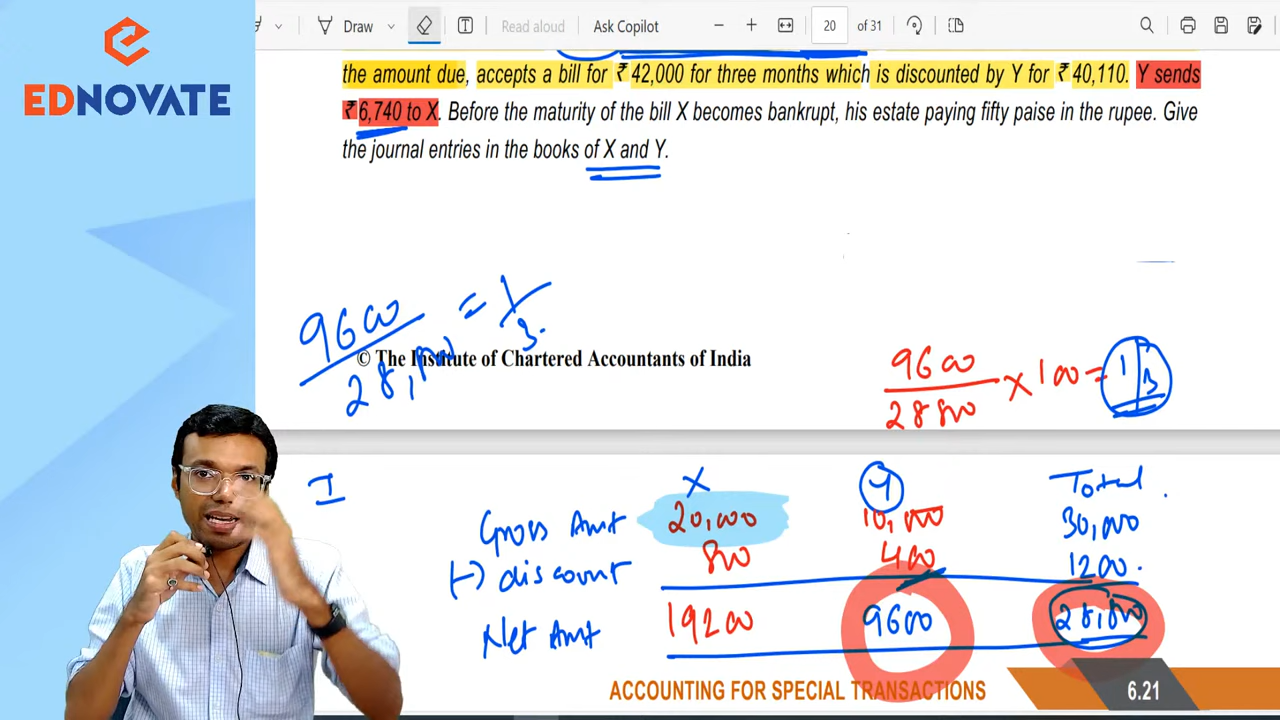 EDNOVATE
Draw
Read aloud
Ask Copilot
20
of 31
the amount due, accepts a bill for ₹ 42,000 for three months which is discounted by Y for ₹ 40,110. Y sends
₹ 6,740 to X. Before the maturity of the bill X becomes bankrupt, his estate paying fifty paise in the rupee. Give
the journal entries in the books of X and Y.
9600 / 28,800 = 1/3.
© The Institute of Chartered Accountants of India
9600 / 28800 × 100 = 1/3
I X Y Total.
Gross Amt 20,000 10,000 30,000
(-) discount 800 400 1200.
Net Amt 19200 9600 28,800
ACCOUNTING FOR SPECIAL TRANSACTIONS 6.21